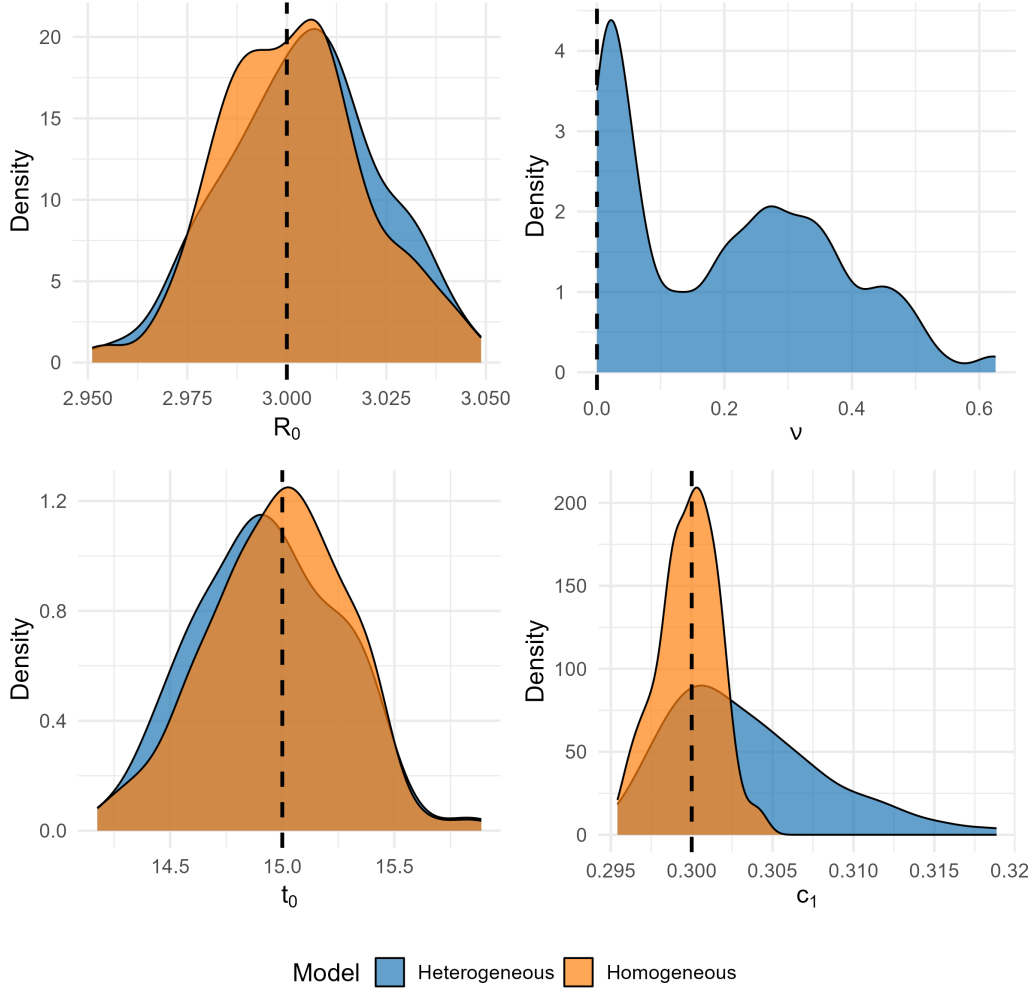 Density
20
15
10
5
0
2.950 2.975 3.000 3.025 3.050
R₀
Density
4
3
2
1
0
0.0 0.2 0.4 0.6
ν
Density
1.2
0.8
0.4
0.0
14.5 15.0 15.5
t₀
Density
200
150
100
50
0
0.295 0.300 0.305 0.310 0.315 0.32
c₁
Model Heterogeneous Homogeneous